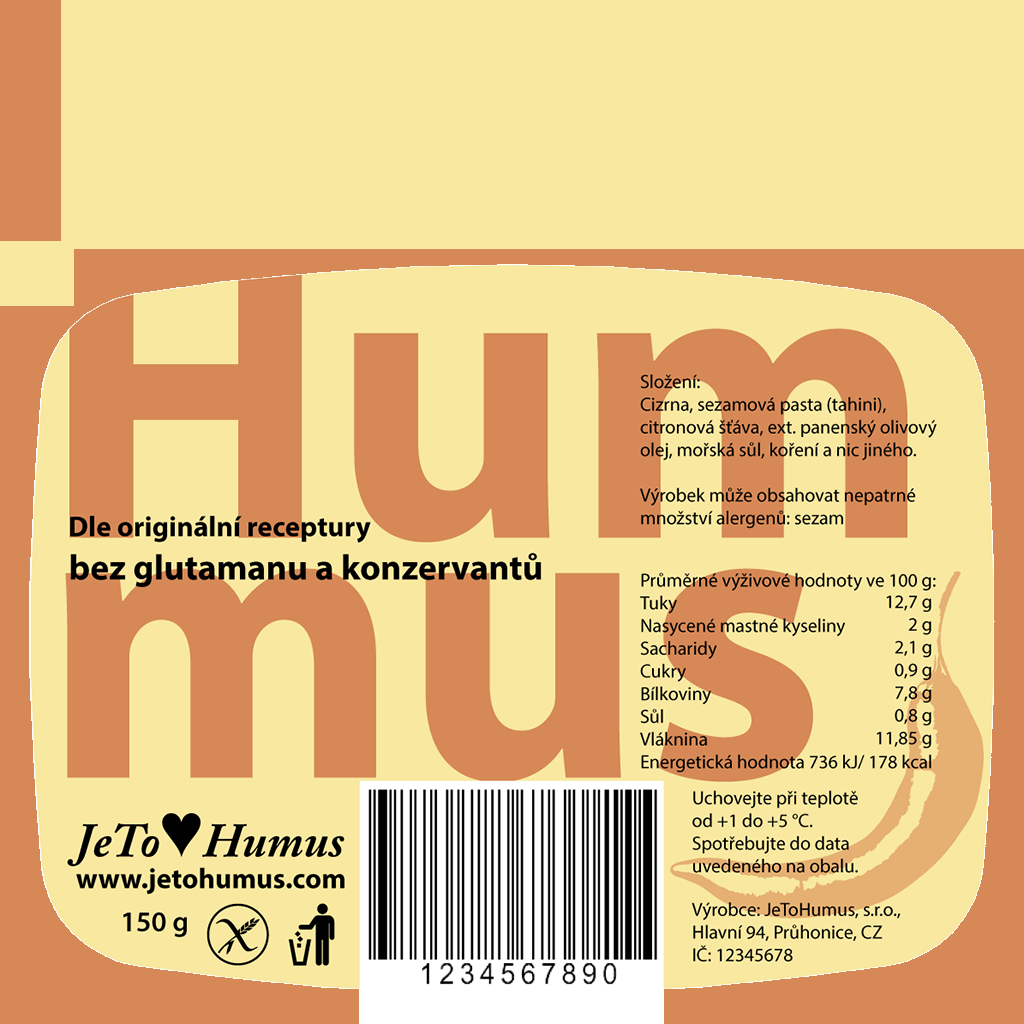 Hum
mus
Dle originální receptury
bez glutamanu a konzervantů
Složení:
Cizrna, sezamová pasta (tahini),
citronová šťáva, ext. panenský olivový
olej, mořská sůl, koření a nic jiného.
Výrobek může obsahovat nepatrné
množství alergenů: sezam
Průměrné výživové hodnoty ve 100 g:
Tuky 12,7 g
Nasycené mastné kyseliny 2 g
Sacharidy 2,1 g
Cukry 0,9 g
Bílkoviny 7,8 g
Sůl 0,8 g
Vláknina 11,85 g
Energetická hodnota 736 kJ/ 178 kcal
Uchovejte při teplotě
od +1 do +5 °C.
Spotřebujte do data
uvedeného na obalu.
Výrobce: JeToHumus, s.r.o.,
Hlavní 94, Průhonice, CZ
IČ: 12345678
JeTo♥Humus
www.jetohumus.com
150 g
1234567890